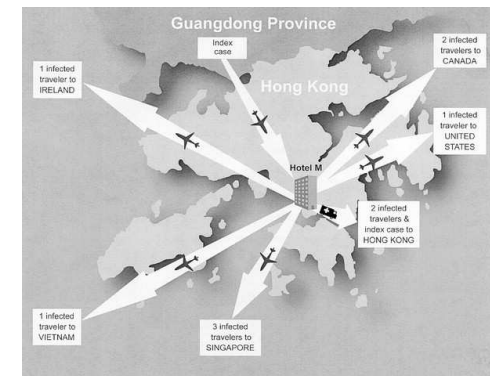 Guangdong Province
Index
case
2 infected
travelers to
CANADA
1 infected
traveler to
IRELAND
Hong Kong
1 infected
traveler to
UNITED
STATES
Hotel M
2 infected
travelers &
index case to
HONG KONG
1 infected
traveler to
VIETNAM
3 infected
travelers to
SINGAPORE